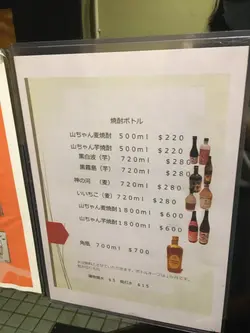 焼酎ボトル
山ちゃん麦焼酎 500ml $220
山ちゃん芋焼酎 500ml $220
黒白波（芋） 720ml $280
黒霧島（芋） 720ml $280
神の河 （麦） 720ml $280
いいちこ（麦）720ml $280
山ちゃん麦焼酎1800ml $600
山ちゃん芋焼酎1800ml $600
角瓶 700ml $700